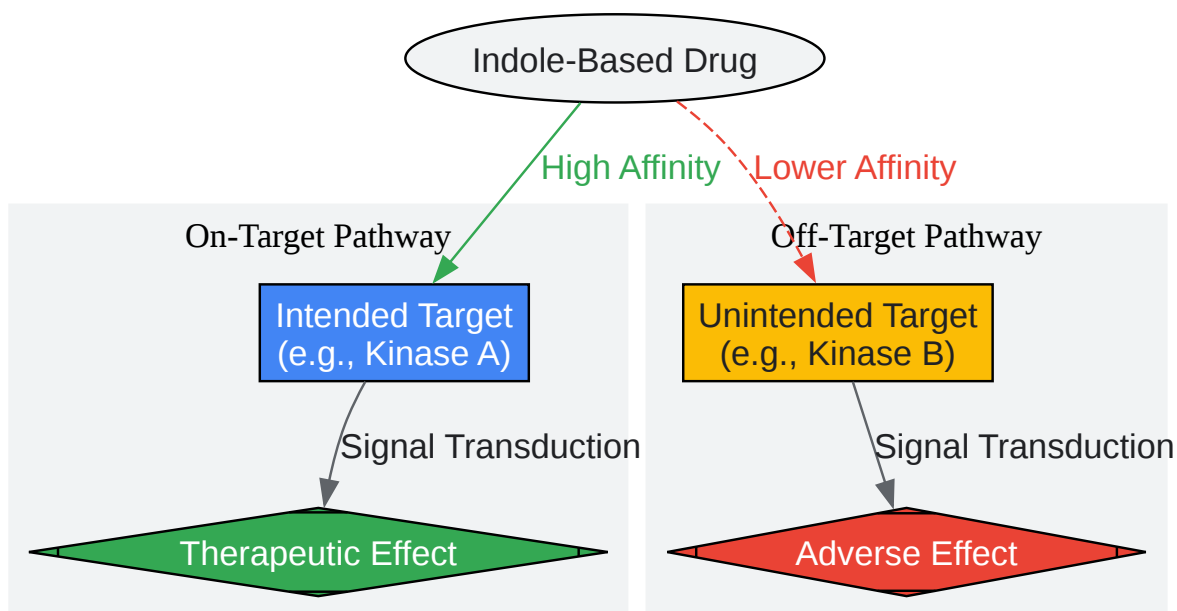 Indole-Based Drug
High Affinity
Lower Affinity
On-Target Pathway
Off-Target Pathway
Intended Target
(e.g., Kinase A)
Unintended Target
(e.g., Kinase B)
Signal Transduction
Signal Transduction
Therapeutic Effect
Adverse Effect